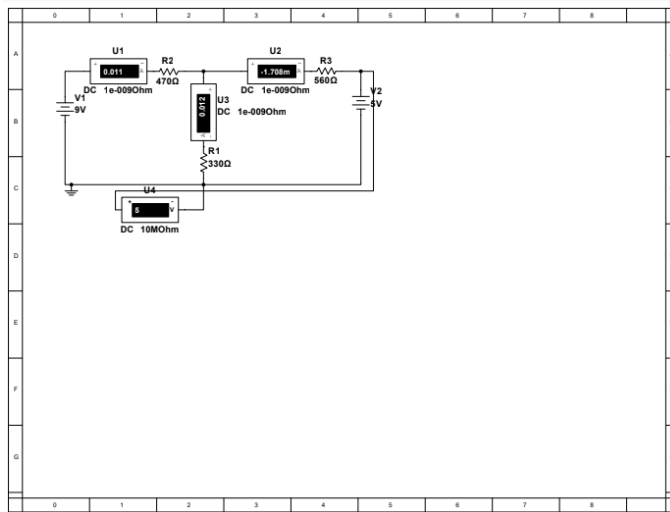 0 1 2 3 4 5 6 7 8
A
U1 U2
R2 R3
+ - + -
0.011 A -1.708m A
470Ω 560Ω
DC 1e-009Ohm DC 1e-009Ohm
V1 V2
9V 5V
B
U3
0.012
DC 1e-009Ohm
R1
330Ω
C
U4
+ -
5 V
DC 10MOhm
D
E
F
G
0 1 2 3 4 5 6 7 8